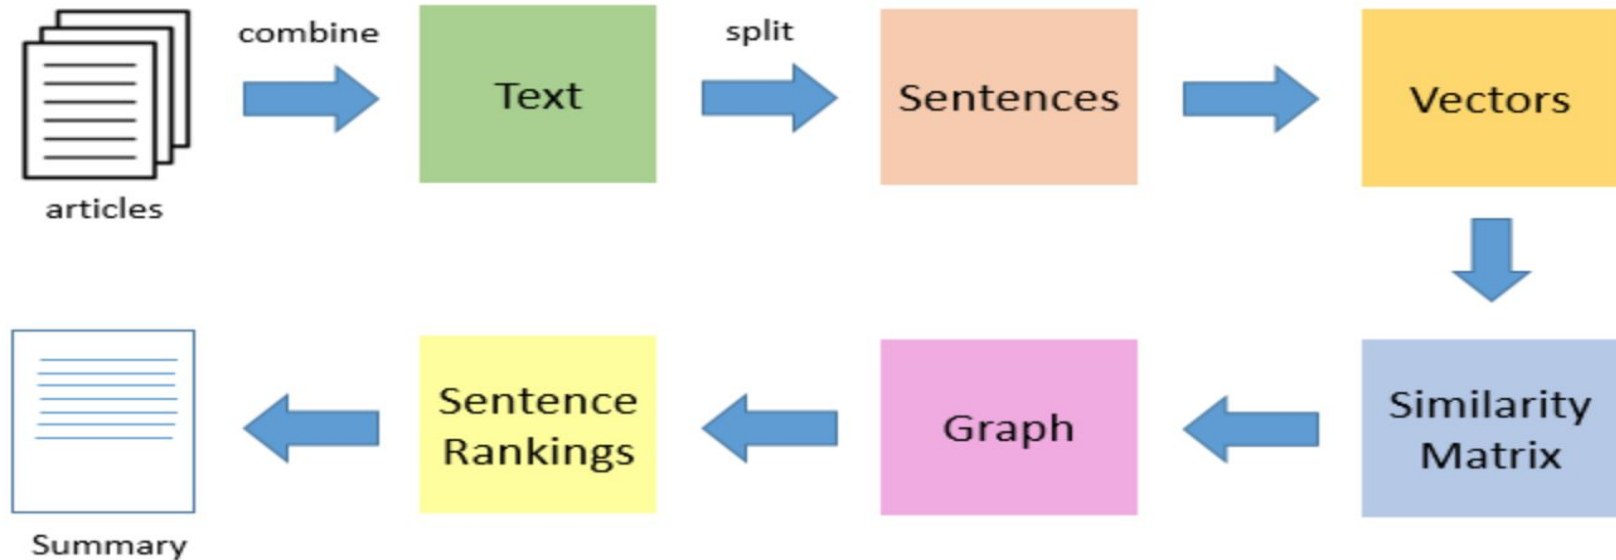 combine
split
Text
Sentences
Vectors
articles
Similarity
Matrix
Graph
Sentence
Rankings
Summary